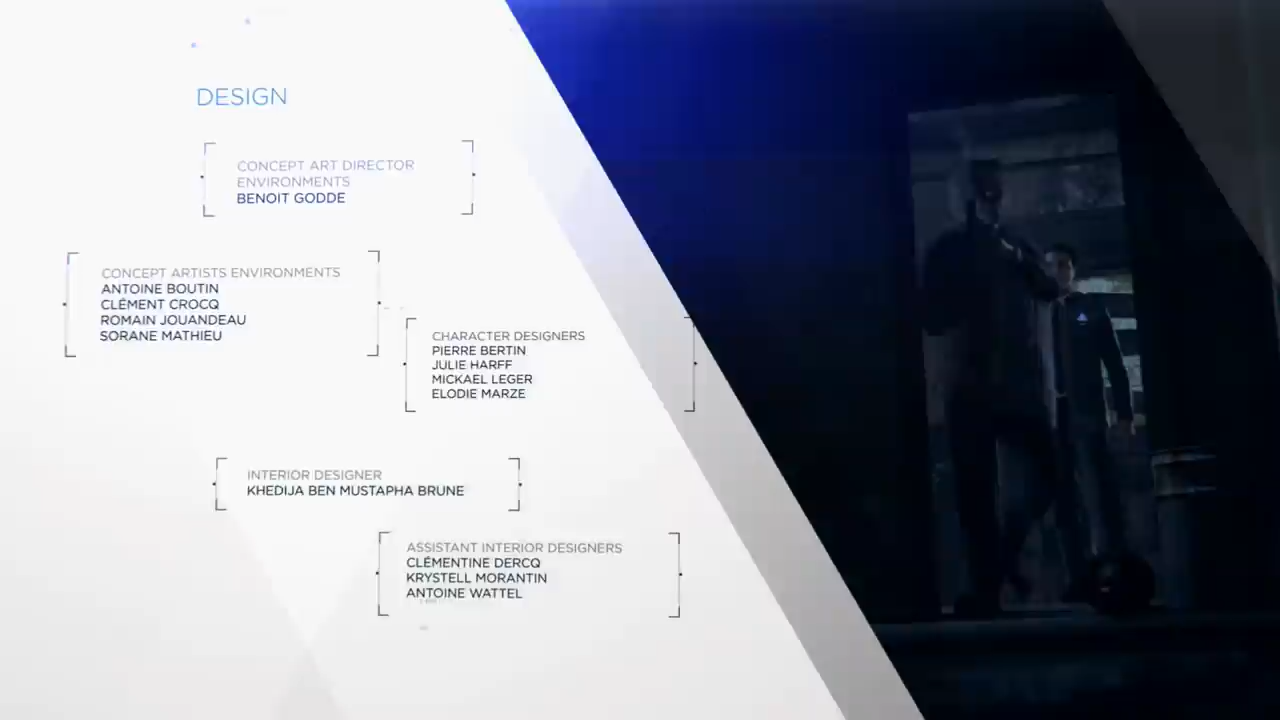 DESIGN
CONCEPT ART DIRECTOR
ENVIRONMENTS
BENOIT GODDE
CONCEPT ARTISTS ENVIRONMENTS
ANTOINE BOUTIN
CLÉMENT CROCQ
ROMAIN JOUANDEAU
SORANE MATHIEU
CHARACTER DESIGNERS
PIERRE BERTIN
JULIE HARFF
MICKAEL LEGER
ELODIE MARZE
INTERIOR DESIGNER
KHEDIJA BEN MUSTAPHA BRUNE
ASSISTANT INTERIOR DESIGNERS
CLÉMENTINE DERCQ
KRYSTELL MORANTIN
ANTOINE WATTEL